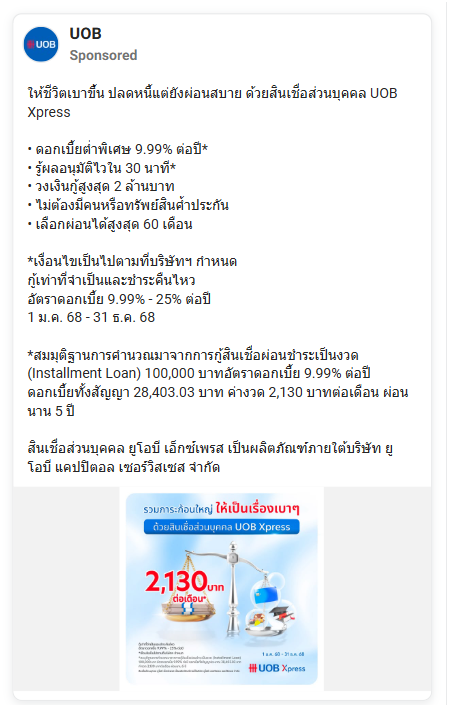 UOB
UOB
Sponsored
ให้ชีวิตเบาขึ้น ปลดหนี้แต่ยังผ่อนสบาย ด้วยสินเชื่อส่วนบุคคล UOB
Xpress
• ดอกเบี้ยต่ำพิเศษ 9.99% ต่อปี*
• รู้ผลอนุมัติไวใน 30 นาที*
• วงเงินกู้สูงสุด 2 ล้านบาท
• ไม่ต้องมีคนหรือทรัพย์สินค้ำประกัน
• เลือกผ่อนได้สูงสุด 60 เดือน
*เงื่อนไขเป็นไปตามที่บริษัทฯ กำหนด
กู้เท่าที่จำเป็นและชำระคืนไหว
อัตราดอกเบี้ย 9.99% - 25% ต่อปี
1 ม.ค. 68 - 31 ธ.ค. 68
*สมมุติฐานการคำนวณมาจากการกู้สินเชื่อผ่อนชำระเป็นงวด
(Installment Loan) 100,000 บาทอัตราดอกเบี้ย 9.99% ต่อปี
ดอกเบี้ยทั้งสัญญา 28,403.03 บาท ค่างวด 2,130 บาทต่อเดือน ผ่อน
นาน 5 ปี
สินเชื่อส่วนบุคคล ยูโอบี เอ็กซ์เพรส เป็นผลิตภัณฑ์ภายใต้บริษัท ยู
โอบี แคปปิตอล เซอร์วิสเซส จำกัด
รวมภาระก้อนใหญ่ ให้เป็นเรื่องเบาๆ
ด้วยสินเชื่อส่วนบุคคล UOB Xpress
2,130 บาท
ต่อเดือน*
1 ม.ค. 68 - 31 ธ.ค. 68
UOB Xpress